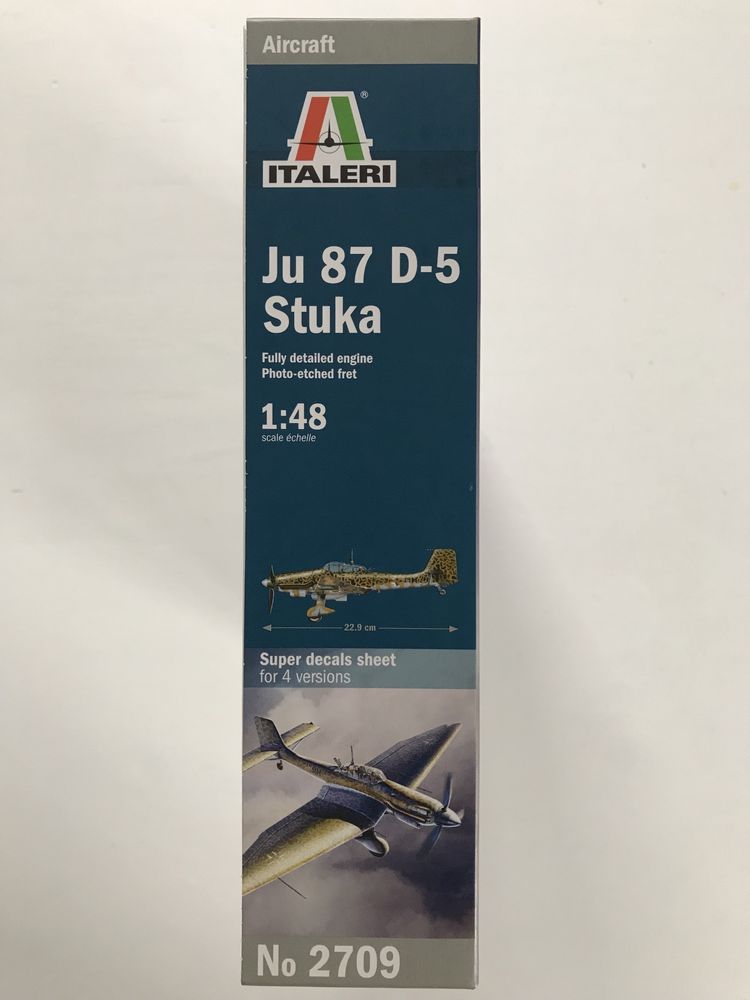 Aircraft
®
ITALERI
Ju 87 D-5
Stuka
Fully detailed engine
Photo-etched fret
1:48
scale échelle
22.9 cm
Super decals sheet
for 4 versions
No 2709